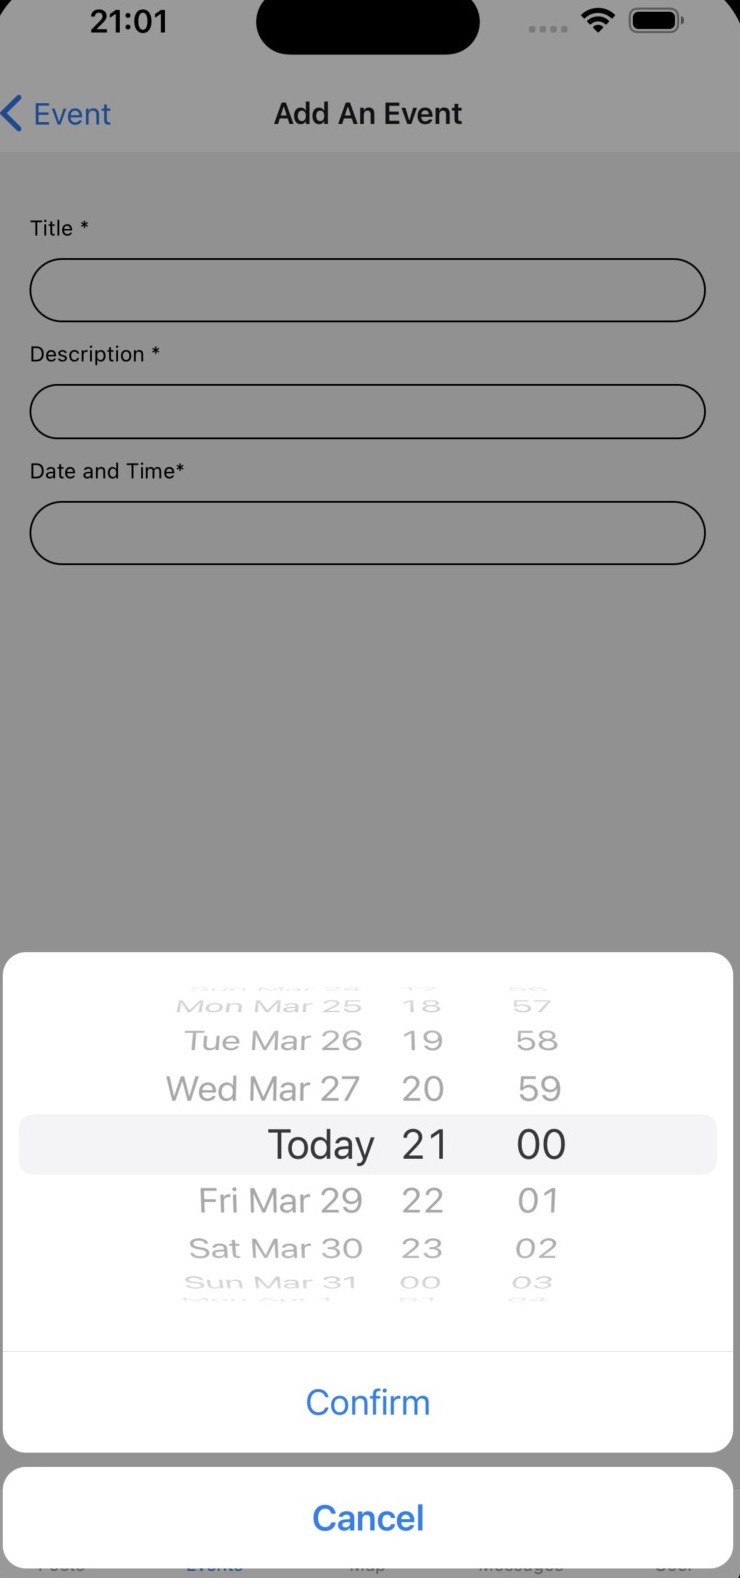 21:01
Event
Add An Event
Title *
Description *
Date and Time*
Mon Mar 25 18 57
Tue Mar 26 19 58
Wed Mar 27 20 59
Today 21 00
Fri Mar 29 22 01
Sat Mar 30 23 02
Sun Mar 31 00 03
Confirm
Cancel